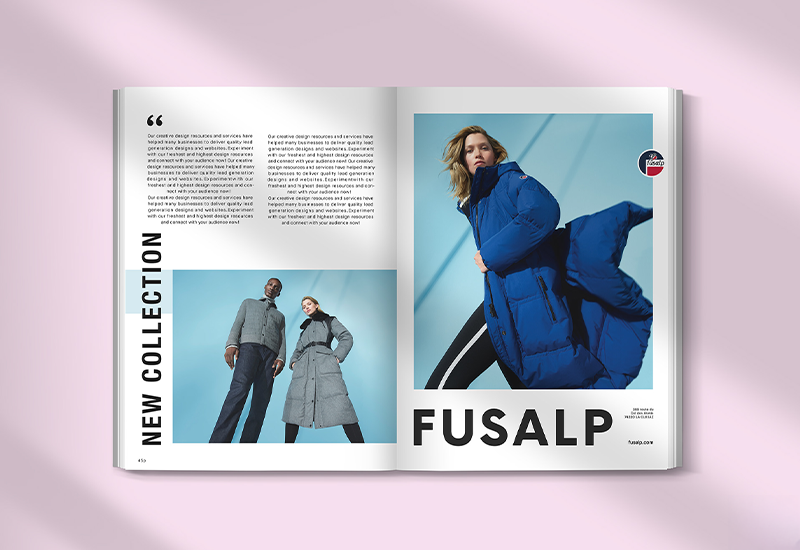 NEW COLLECTION
❝
Our creative design resources and services have
helped many businesses to deliver quality lead
generation designs and websites. Experiment
with our freshest and highest design resources
and connect with your audience now! Our creative
design resources and services have helped many
businesses to deliver quality lead generation
designs and websites. Experiment with our
freshest and highest design resources and con-
nect with your audience now!
Our creative design resources and services have
helped many businesses to deliver quality lead
generation designs and websites. Experiment
with our freshest and highest design resources
and connect with your audience now!
Our creative design resources and services have
helped many businesses to deliver quality lead
generation designs and websites. Experiment
with our freshest and highest design resources
and connect with your audience now! Our creative
design resources and services have helped many
businesses to deliver quality lead generation
designs and websites. Experiment with our
freshest and highest design resources and con-
nect with your audience now!
Our creative design resources and services have
helped many businesses to deliver quality lead
generation designs and websites. Experiment
with our freshest and highest design resources
and connect with your audience now!
fusalp
FUSALP
fusalp.com